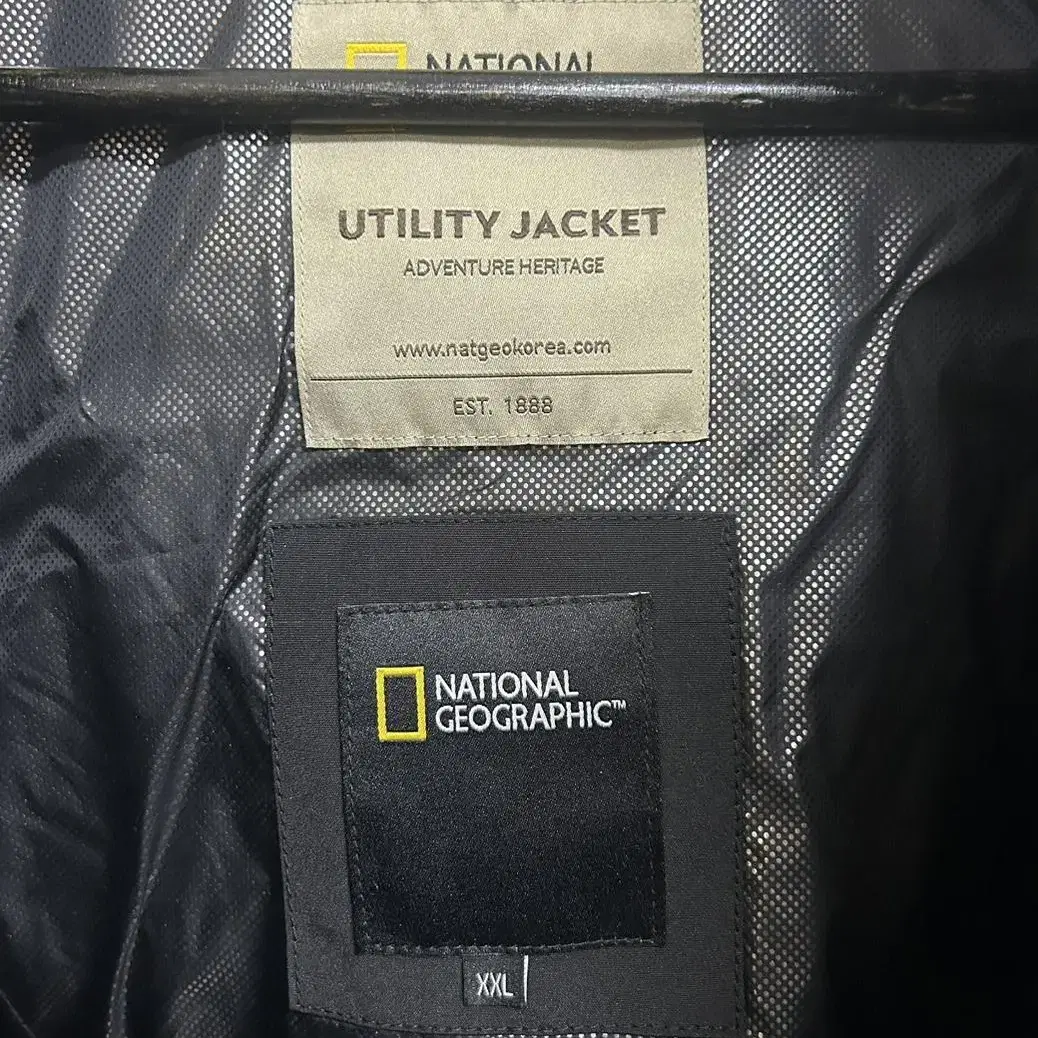 NATIONAL
UTILITY JACKET
ADVENTURE HERITAGE
www.natgeokorea.com
EST. 1888
NATIONAL
GEOGRAPHIC™
XXL